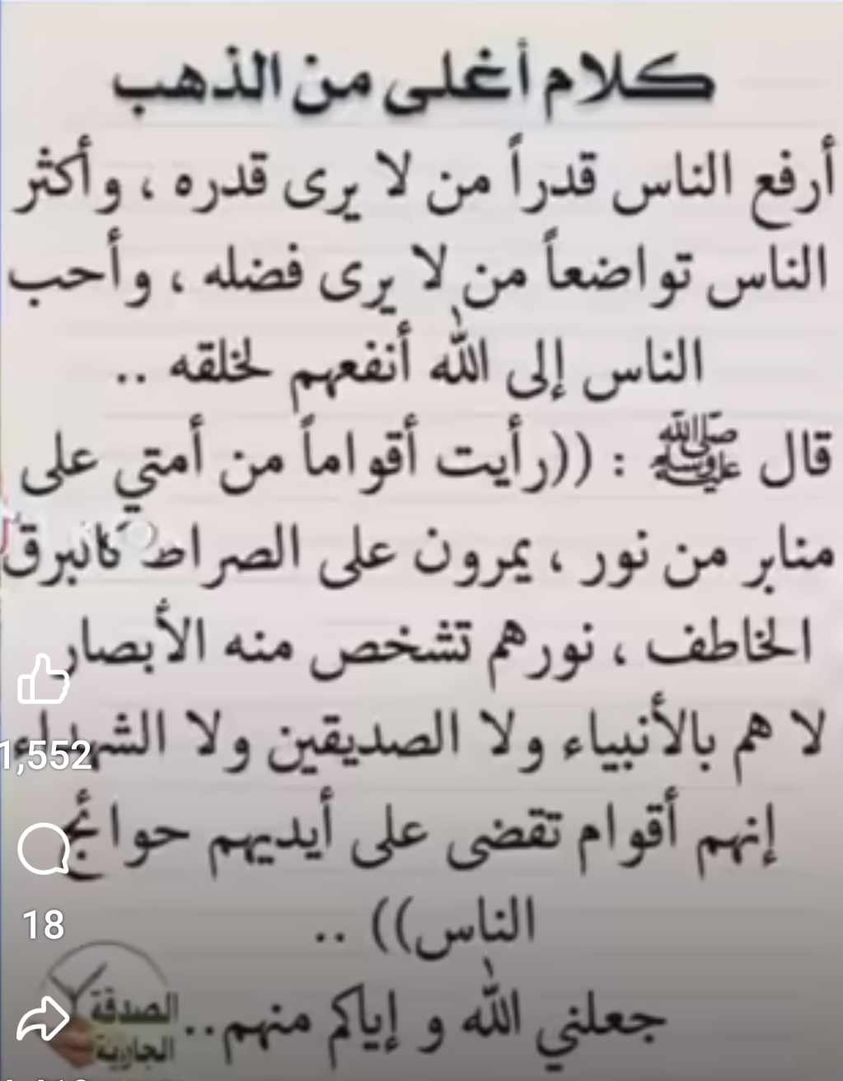 كلام أغلى من الذهب
أرفع الناس قدراً من لا يرى قدره ، وأكثر
الناس تواضعاً من لا يرى فضله ، وأحب
الناس إلى الله أنفعهم لخلقه ..
قال ﷺ : ((رأيت أقواماً من أمتي على
منابر من نور ، يمرون على الصراط كالبرق
الخاطف ، نورهم تشخص منه الأبصار
لا هم بالأنبياء ولا الصديقين ولا الشهداء
إنهم أقوام تقضى على أيديهم حوائج
الناس)) ..
جعلني الله و إياكم منهم..
الصدقة
الجارية
1,552
18